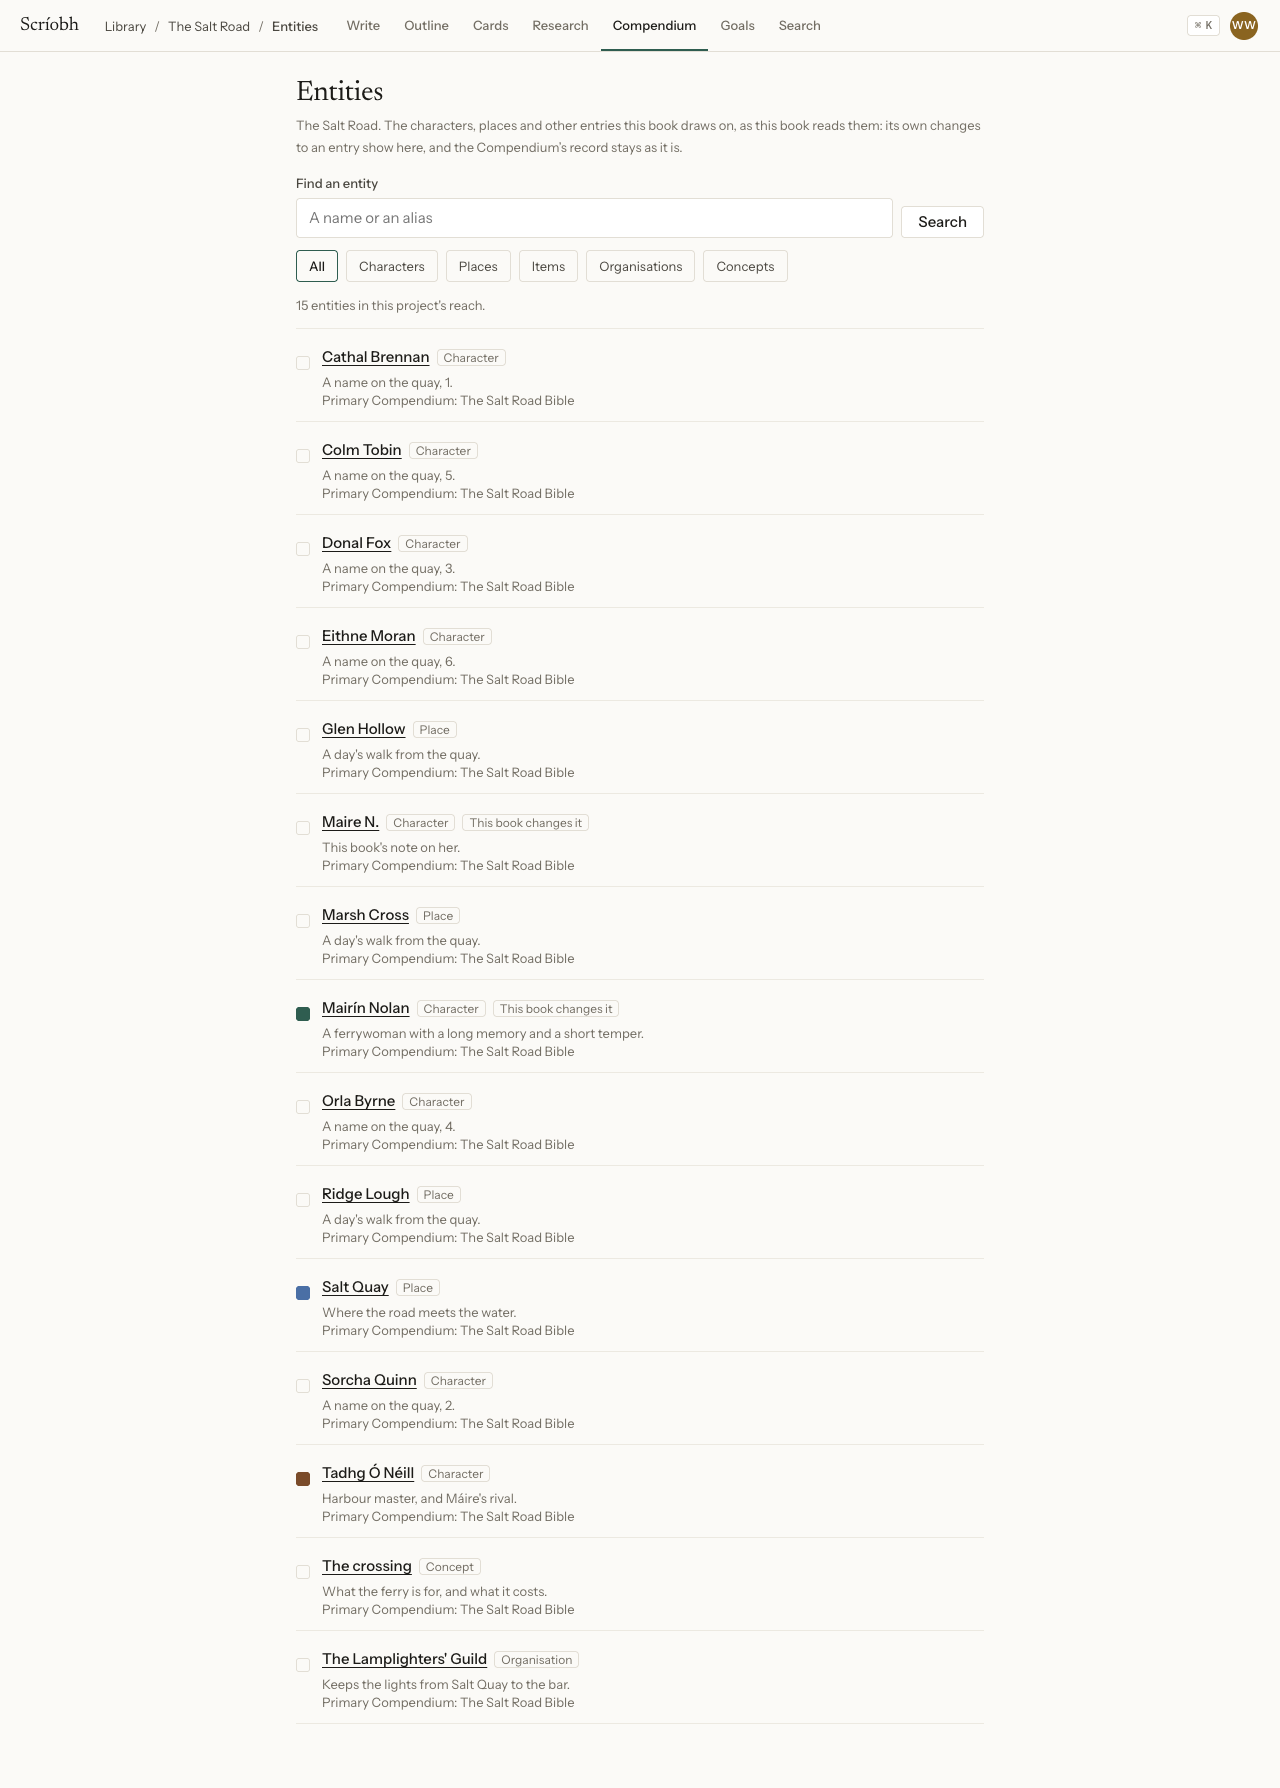 Scríobh Library / The Salt Road / Entities Write Outline Cards Research Compendium Goals Search ⌘ K WW
Entities
The Salt Road. The characters, places and other entries this book draws on, as this book reads them: its own changes
to an entry show here, and the Compendium's record stays as it is.
Find an entity
A name or an alias Search
All Characters Places Items Organisations Concepts
15 entities in this project's reach.
Cathal Brennan Character
A name on the quay, 1.
Primary Compendium: The Salt Road Bible
Colm Tobin Character
A name on the quay, 5.
Primary Compendium: The Salt Road Bible
Donal Fox Character
A name on the quay, 3.
Primary Compendium: The Salt Road Bible
Eithne Moran Character
A name on the quay, 6.
Primary Compendium: The Salt Road Bible
Glen Hollow Place
A day's walk from the quay.
Primary Compendium: The Salt Road Bible
Maire N. Character This book changes it
This book's note on her.
Primary Compendium: The Salt Road Bible
Marsh Cross Place
A day's walk from the quay.
Primary Compendium: The Salt Road Bible
Mairín Nolan Character This book changes it
A ferrywoman with a long memory and a short temper.
Primary Compendium: The Salt Road Bible
Orla Byrne Character
A name on the quay, 4.
Primary Compendium: The Salt Road Bible
Ridge Lough Place
A day's walk from the quay.
Primary Compendium: The Salt Road Bible
Salt Quay Place
Where the road meets the water.
Primary Compendium: The Salt Road Bible
Sorcha Quinn Character
A name on the quay, 2.
Primary Compendium: The Salt Road Bible
Tadhg Ó Néill Character
Harbour master, and Máire's rival.
Primary Compendium: The Salt Road Bible
The crossing Concept
What the ferry is for, and what it costs.
Primary Compendium: The Salt Road Bible
The Lamplighters' Guild Organisation
Keeps the lights from Salt Quay to the bar.
Primary Compendium: The Salt Road Bible